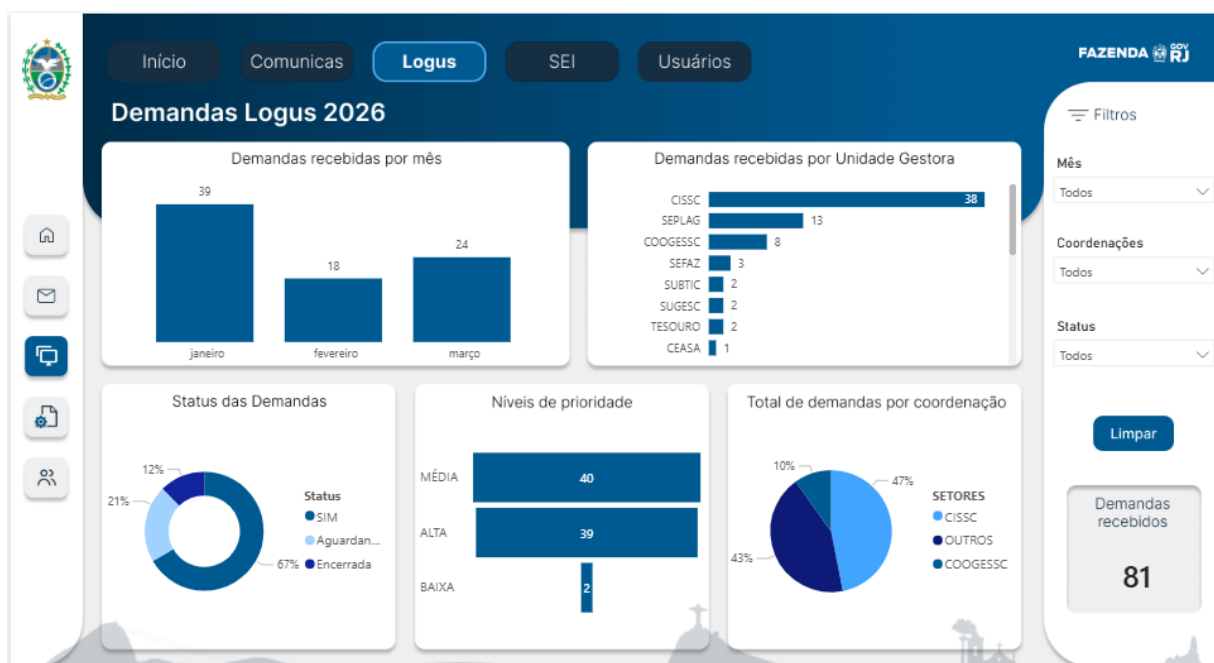 Início
Comunicas
Logus
SEI
Usuários
FAZENDA GOV RJ
Demandas Logus 2026
Demandas recebidas por mês
39
18
24
janeiro
fevereiro
março
Demandas recebidas por Unidade Gestora
CISSC 38
SEPLAG 13
COOGESSC 8
SEFAZ 3
SUBTIC 2
SUGESC 2
TESOURO 2
CEASA 1
Status das Demandas
12%
21%
67%
Status
SIM
Aguardan...
Encerrada
Níveis de prioridade
MÉDIA 40
ALTA 39
BAIXA 2
Total de demandas por coordenação
10%
47%
43%
SETORES
CISSC
OUTROS
COOGESSC
Filtros
Mês
Todos
Coordenações
Todos
Status
Todos
Limpar
Demandas
recebidos
81